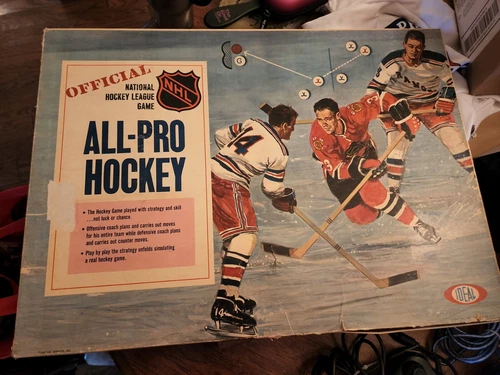 OFFICIAL
NATIONAL
HOCKEY LEAGUE
GAME
NHL
ALL-PRO
HOCKEY
• The Hockey Game played with strategy and skill
...not luck or chance.
• Offensive coach plans and carries out moves
for his entire team while defensive coach plans
and carries out counter moves.
• Play by play the strategy unfolds simulating
a real hockey game.
G
X
X
X
X
X
14
14
IDEAL